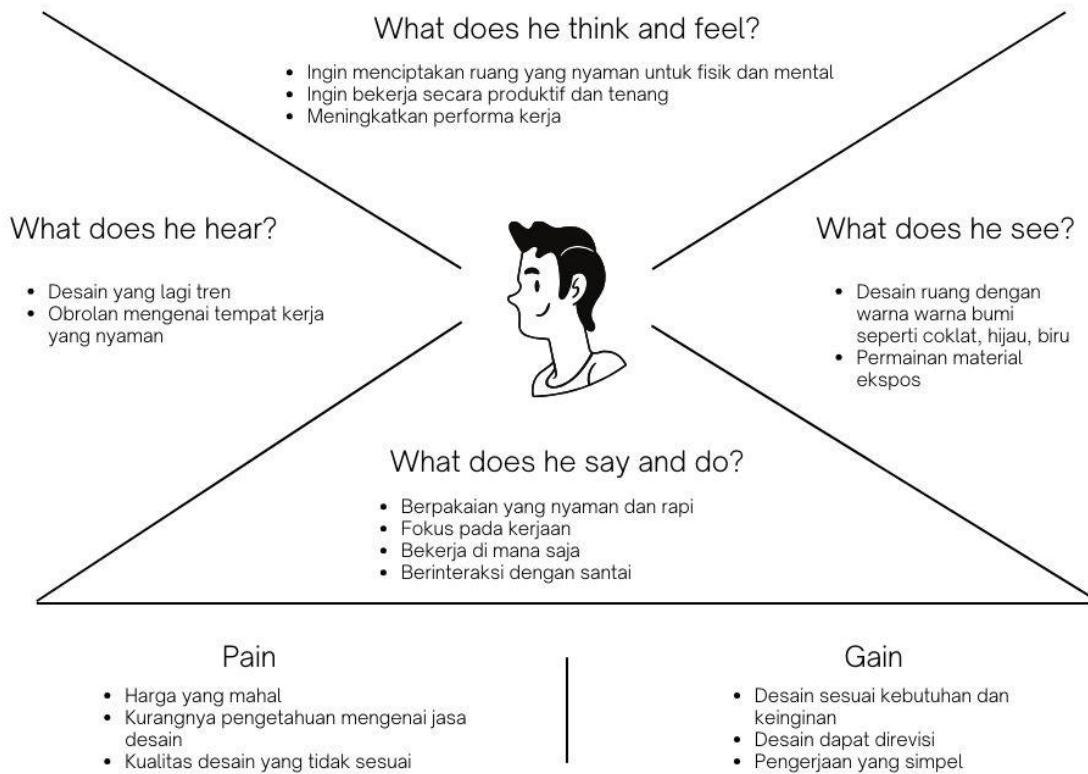 What does he think and feel?
• Ingin menciptakan ruang yang nyaman untuk fisik dan mental
• Ingin bekerja secara produktif dan tenang
• Meningkatkan performa kerja
What does he hear?
• Desain yang lagi tren
• Obrolan mengenai tempat kerja
yang nyaman
What does he see?
• Desain ruang dengan
warna warna bumi
seperti coklat, hijau, biru
• Permainan material
ekspos
What does he say and do?
• Berpakaian yang nyaman dan rapi
• Fokus pada kerjaan
• Bekerja di mana saja
• Berinteraksi dengan santai
Pain
• Harga yang mahal
• Kurangnya pengetahuan mengenai jasa
desain
• Kualitas desain yang tidak sesuai
Gain
• Desain sesuai kebutuhan dan
keinginan
• Desain dapat direvisi
• Pengerjaan yang simpel